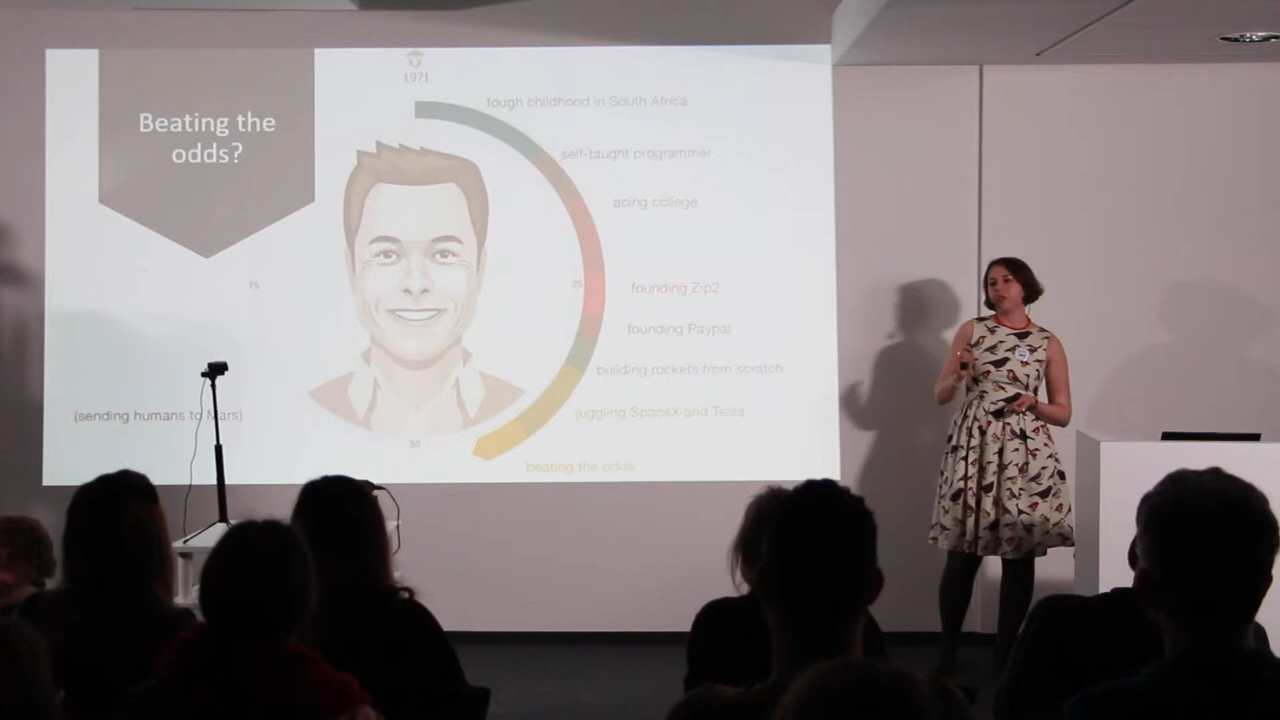 Beating the
odds?
1971
tough childhood in South Africa
self-taught programmer
acing college
25
founding Zip2
founding Paypal
building rockets from scratch
juggling SpaceX and Tesla
50
beating the odds
(sending humans to Mars)
75